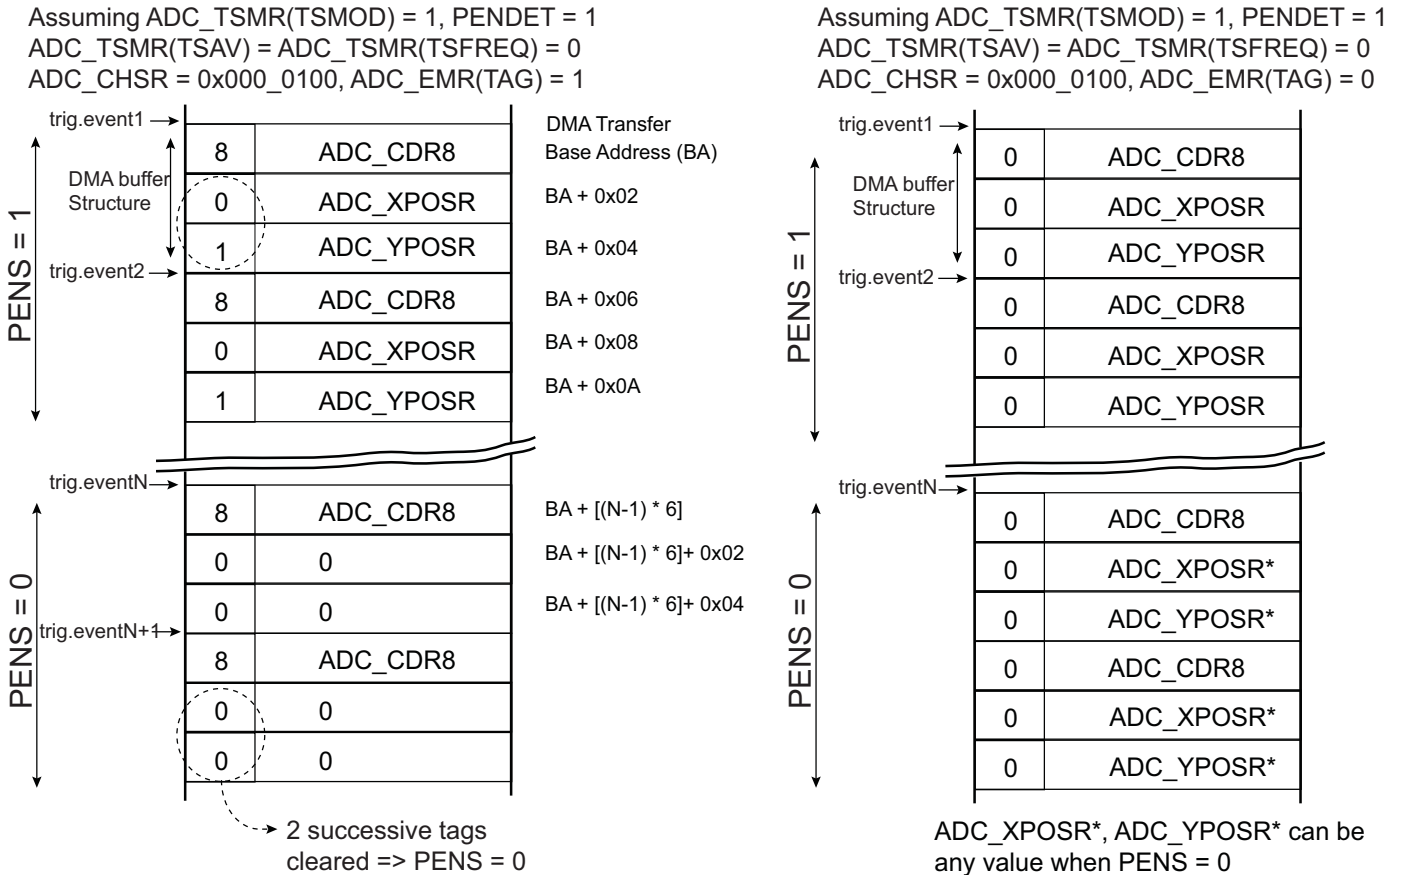 Assuming ADC_TSMR(TSMOD) = 1, PENDET = 1
ADC_TSMR(TSAV) = ADC_TSMR(TSFREQ) = 0
ADC_CHSR = 0x000_0100, ADC_EMR(TAG) = 1
trig.event1
DMA Transfer
8 ADC_CDR8 Base Address (BA)
DMA buffer
Structure
0 ADC_XPOSR BA + 0x02
1 ADC_YPOSR BA + 0x04
trig.event2
8 ADC_CDR8 BA + 0x06
0 ADC_XPOSR BA + 0x08
1 ADC_YPOSR BA + 0x0A
PENS = 1
trig.eventN
8 ADC_CDR8 BA + [(N-1) * 6]
0 0 BA + [(N-1) * 6]+ 0x02
0 0 BA + [(N-1) * 6]+ 0x04
trig.eventN+1
8 ADC_CDR8
0 0
0 0
PENS = 0
2 successive tags
cleared => PENS = 0
Assuming ADC_TSMR(TSMOD) = 1, PENDET = 1
ADC_TSMR(TSAV) = ADC_TSMR(TSFREQ) = 0
ADC_CHSR = 0x000_0100, ADC_EMR(TAG) = 0
trig.event1
0 ADC_CDR8
DMA buffer
Structure
0 ADC_XPOSR
0 ADC_YPOSR
trig.event2
0 ADC_CDR8
0 ADC_XPOSR
0 ADC_YPOSR
PENS = 1
trig.eventN
0 ADC_CDR8
0 ADC_XPOSR*
0 ADC_YPOSR*
0 ADC_CDR8
0 ADC_XPOSR*
0 ADC_YPOSR*
PENS = 0
ADC_XPOSR*, ADC_YPOSR* can be
any value when PENS = 0